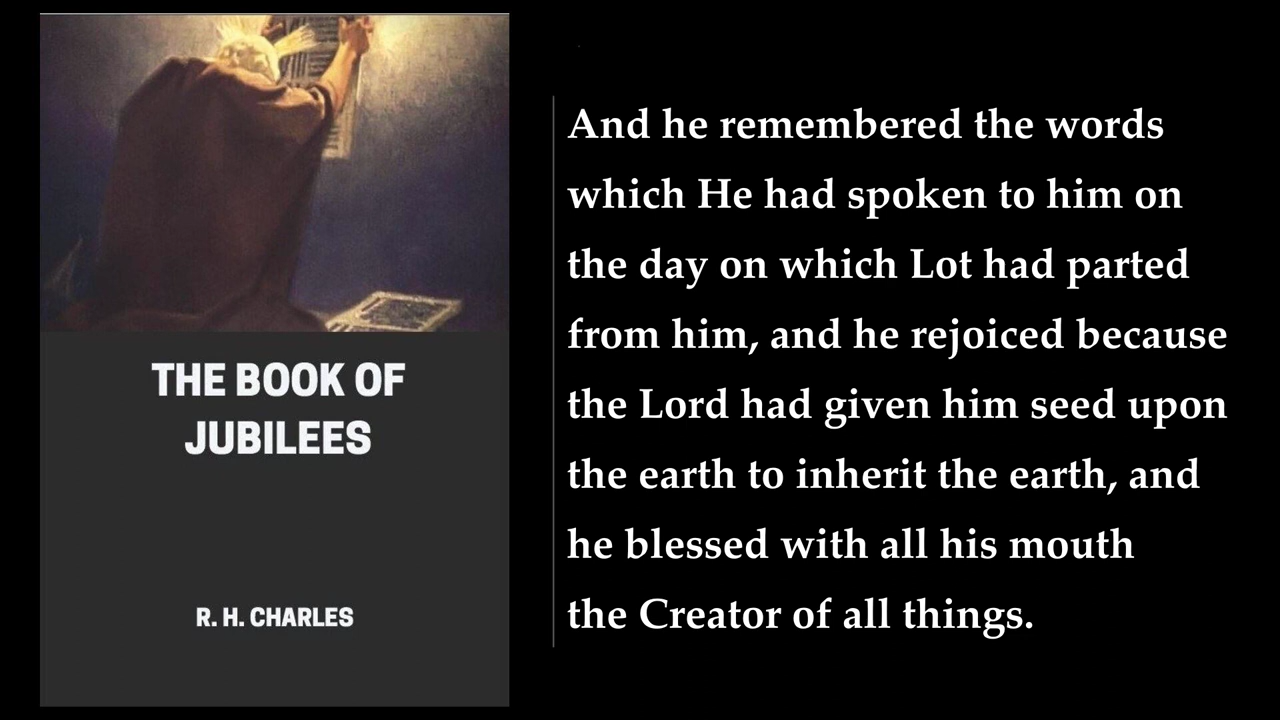 THE BOOK OF
JUBILEES
R. H. CHARLES
And he remembered the words
which He had spoken to him on
the day on which Lot had parted
from him, and he rejoiced because
the Lord had given him seed upon
the earth to inherit the earth, and
he blessed with all his mouth
the Creator of all things.